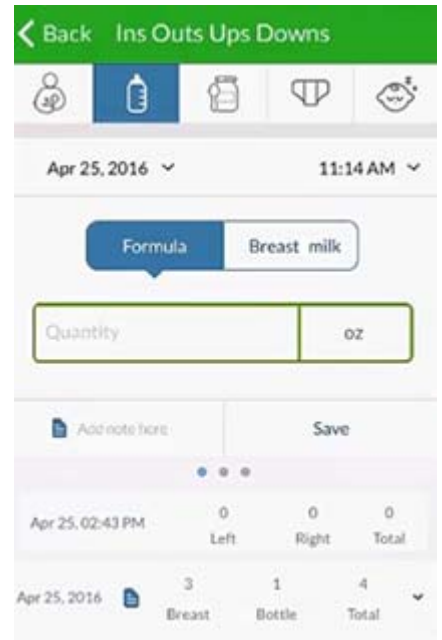 Back Ins Outs Ups Downs
Apr 25, 2016 11:14 AM
Formula Breast milk
Quantity oz
Add note here Save
Apr 25, 02:43 PM 0 0 0
Left Right Total
Apr 25, 2016 3 1 4
Breast Bottle Total